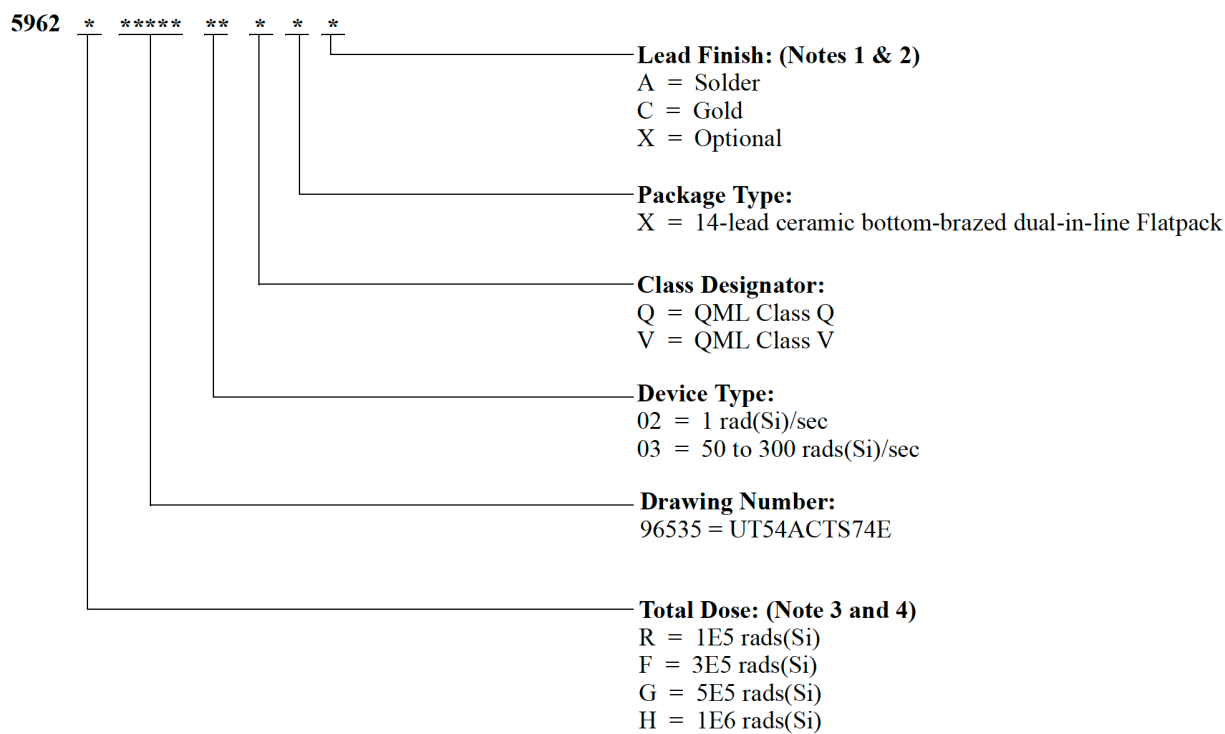 5962 * ***** ** * * *
Lead Finish: (Notes 1 & 2)
A = Solder
C = Gold
X = Optional
Package Type:
X = 14-lead ceramic bottom-brazed dual-in-line Flatpack
Class Designator:
Q = QML Class Q
V = QML Class V
Device Type:
02 = 1 rad(Si)/sec
03 = 50 to 300 rads(Si)/sec
Drawing Number:
96535 = UT54ACTS74E
Total Dose: (Note 3 and 4)
R = 1E5 rads(Si)
F = 3E5 rads(Si)
G = 5E5 rads(Si)
H = 1E6 rads(Si)